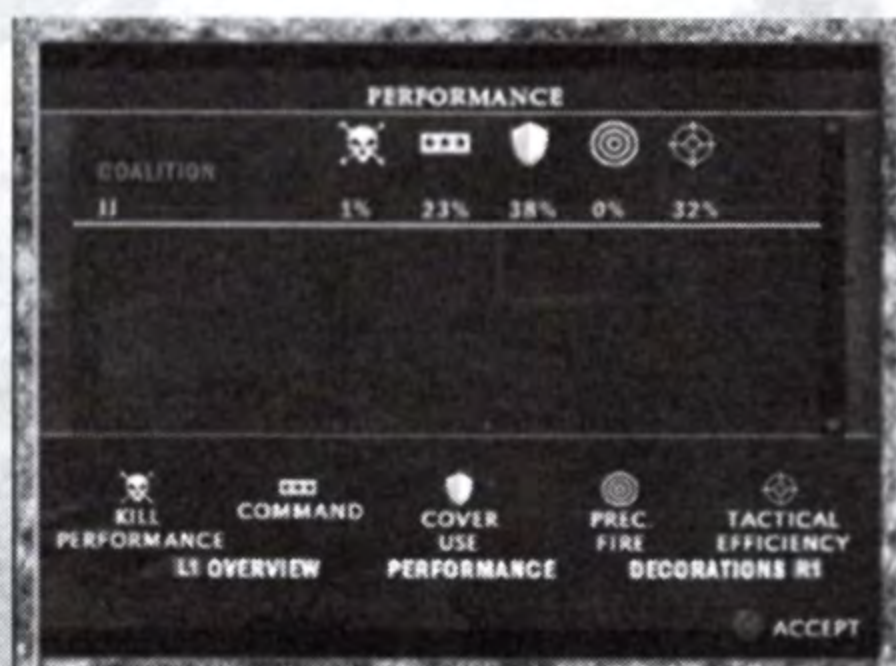 PERFORMANCE
COALITION
JJ 1% 23% 38% 0% 32%
KILL PERFORMANCE
COMMAND
COVER USE
PREC. FIRE
TACTICAL EFFICIENCY
L1 OVERVIEW PERFORMANCE DECORATIONS R1
ACCEPT